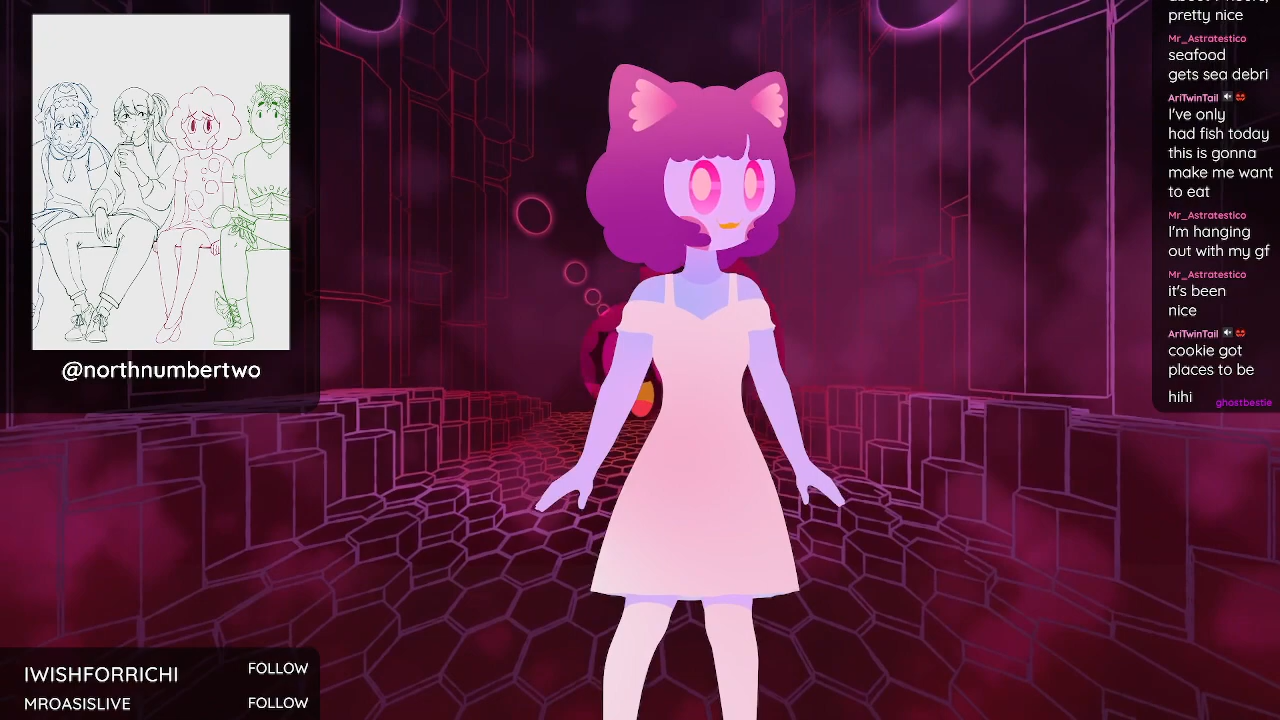 @northnumbertwo
IWISHFORRICHI FOLLOW
MROASISLIVE FOLLOW
pretty nice
Mr_Astratestico
seafood
gets sea debri
AriTwinTail
I've only
had fish today
this is gonna
make me want
to eat
Mr_Astratestico
I'm hanging
out with my gf
Mr_Astratestico
it's been
nice
AriTwinTail
cookie got
places to be
hihi
ghostbestie